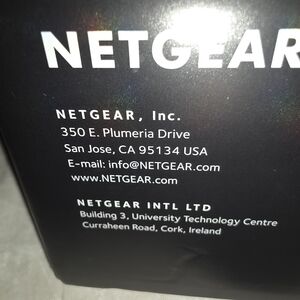 NETGEAR
NETGEAR, Inc.
350 E. Plumeria Drive
San Jose, CA 95134 USA
E-mail: info@NETGEAR.com
www.NETGEAR.com
NETGEAR INTL LTD
Building 3, University Technology Centre
Curraheen Road, Cork, Ireland